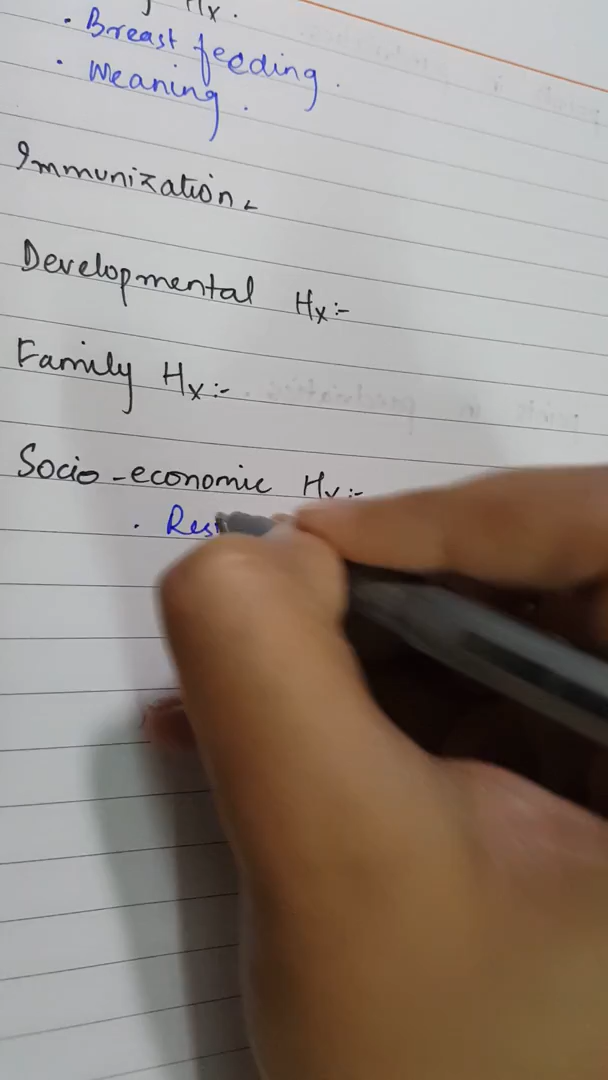 Hx.
· Breast feeding.
· Weaning.
Immunization
Developmental Hx:-
Family Hx:-
Socio-economic Hx:-
· Res